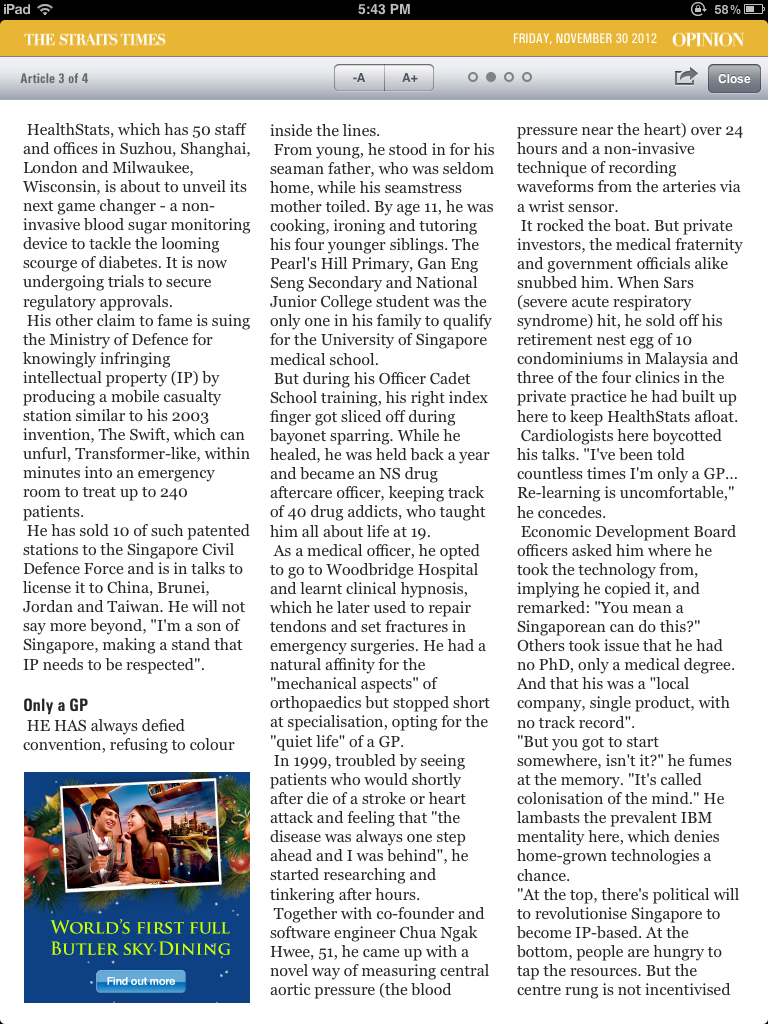 iPad
5:43 PM
58%
THE STRAITS TIMES
FRIDAY, NOVEMBER 30 2012
OPINION
Article 3 of 4
-A
A+
Close
HealthStats, which has 50 staff
and offices in Suzhou, Shanghai,
London and Milwaukee,
Wisconsin, is about to unveil its
next game changer - a non-
invasive blood sugar monitoring
device to tackle the looming
scourge of diabetes. It is now
undergoing trials to secure
regulatory approvals.
His other claim to fame is suing
the Ministry of Defence for
knowingly infringing
intellectual property (IP) by
producing a mobile casualty
station similar to his 2003
invention, The Swift, which can
unfurl, Transformer-like, within
minutes into an emergency
room to treat up to 240
patients.
He has sold 10 of such patented
stations to the Singapore Civil
Defence Force and is in talks to
license it to China, Brunei,
Jordan and Taiwan. He will not
say more beyond, "I'm a son of
Singapore, making a stand that
IP needs to be respected".
Only a GP
HE HAS always defied
convention, refusing to colour
WORLD'S FIRST FULL
BUTLER SKY DINING
Find out more
inside the lines.
From young, he stood in for his
seaman father, who was seldom
home, while his seamstress
mother toiled. By age 11, he was
cooking, ironing and tutoring
his four younger siblings. The
Pearl's Hill Primary, Gan Eng
Seng Secondary and National
Junior College student was the
only one in his family to qualify
for the University of Singapore
medical school.
But during his Officer Cadet
School training, his right index
finger got sliced off during
bayonet sparring. While he
healed, he was held back a year
and became an NS drug
aftercare officer, keeping track
of 40 drug addicts, who taught
him all about life at 19.
As a medical officer, he opted
to go to Woodbridge Hospital
and learnt clinical hypnosis,
which he later used to repair
tendons and set fractures in
emergency surgeries. He had a
natural affinity for the
"mechanical aspects" of
orthopaedics but stopped short
at specialisation, opting for the
"quiet life" of a GP.
In 1999, troubled by seeing
patients who would shortly
after die of a stroke or heart
attack and feeling that "the
disease was always one step
ahead and I was behind", he
started researching and
tinkering after hours.
Together with co-founder and
software engineer Chua Ngak
Hwee, 51, he came up with a
novel way of measuring central
aortic pressure (the blood
pressure near the heart) over 24
hours and a non-invasive
technique of recording
waveforms from the arteries via
a wrist sensor.
It rocked the boat. But private
investors, the medical fraternity
and government officials alike
snubbed him. When Sars
(severe acute respiratory
syndrome) hit, he sold off his
retirement nest egg of 10
condominiums in Malaysia and
three of the four clinics in the
private practice he had built up
here to keep HealthStats afloat.
Cardiologists here boycotted
his talks. "I've been told
countless times I'm only a GP...
Re-learning is uncomfortable,"
he concedes.
Economic Development Board
officers asked him where he
took the technology from,
implying he copied it, and
remarked: "You mean a
Singaporean can do this?"
Others took issue that he had
no PhD, only a medical degree.
And that his was a "local
company, single product, with
no track record".
"But you got to start
somewhere, isn't it?" he fumes
at the memory. "It's called
colonisation of the mind." He
lambasts the prevalent IBM
mentality here, which denies
home-grown technologies a
chance.
"At the top, there's political will
to revolutionise Singapore to
become IP-based. At the
bottom, people are hungry to
tap the resources. But the
centre rung is not incentivised